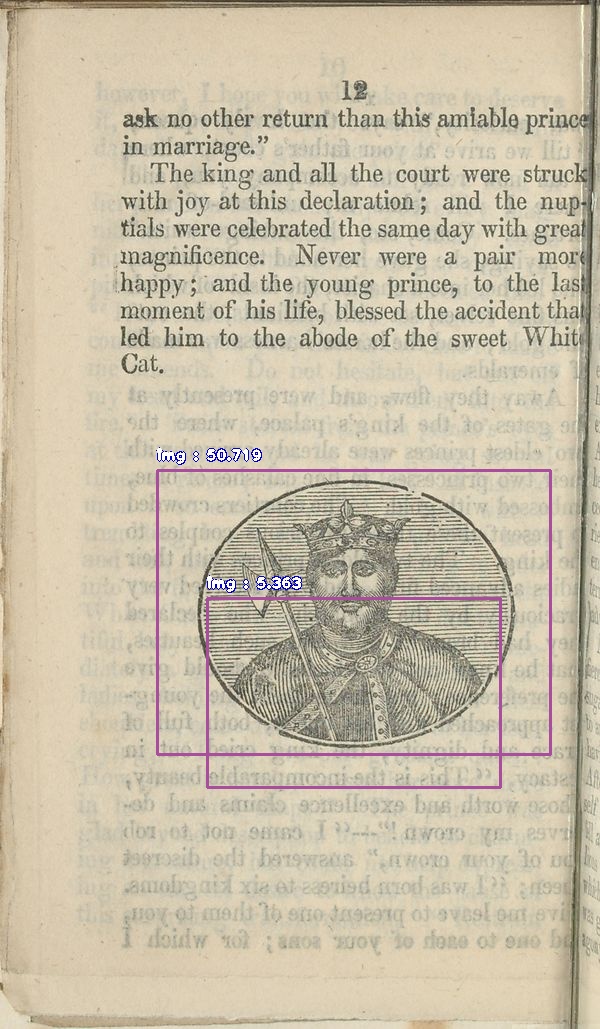 12
ask no other return than this amiable prince
in marriage.”
The king and all the court were struck
with joy at this declaration; and the nup-
tials were celebrated the same day with great
magnificence. Never were a pair more
happy; and the young prince, to the last
moment of his life, blessed the accident that
led him to the abode of the sweet White
Cat.
img : 50.719
img : 5.363